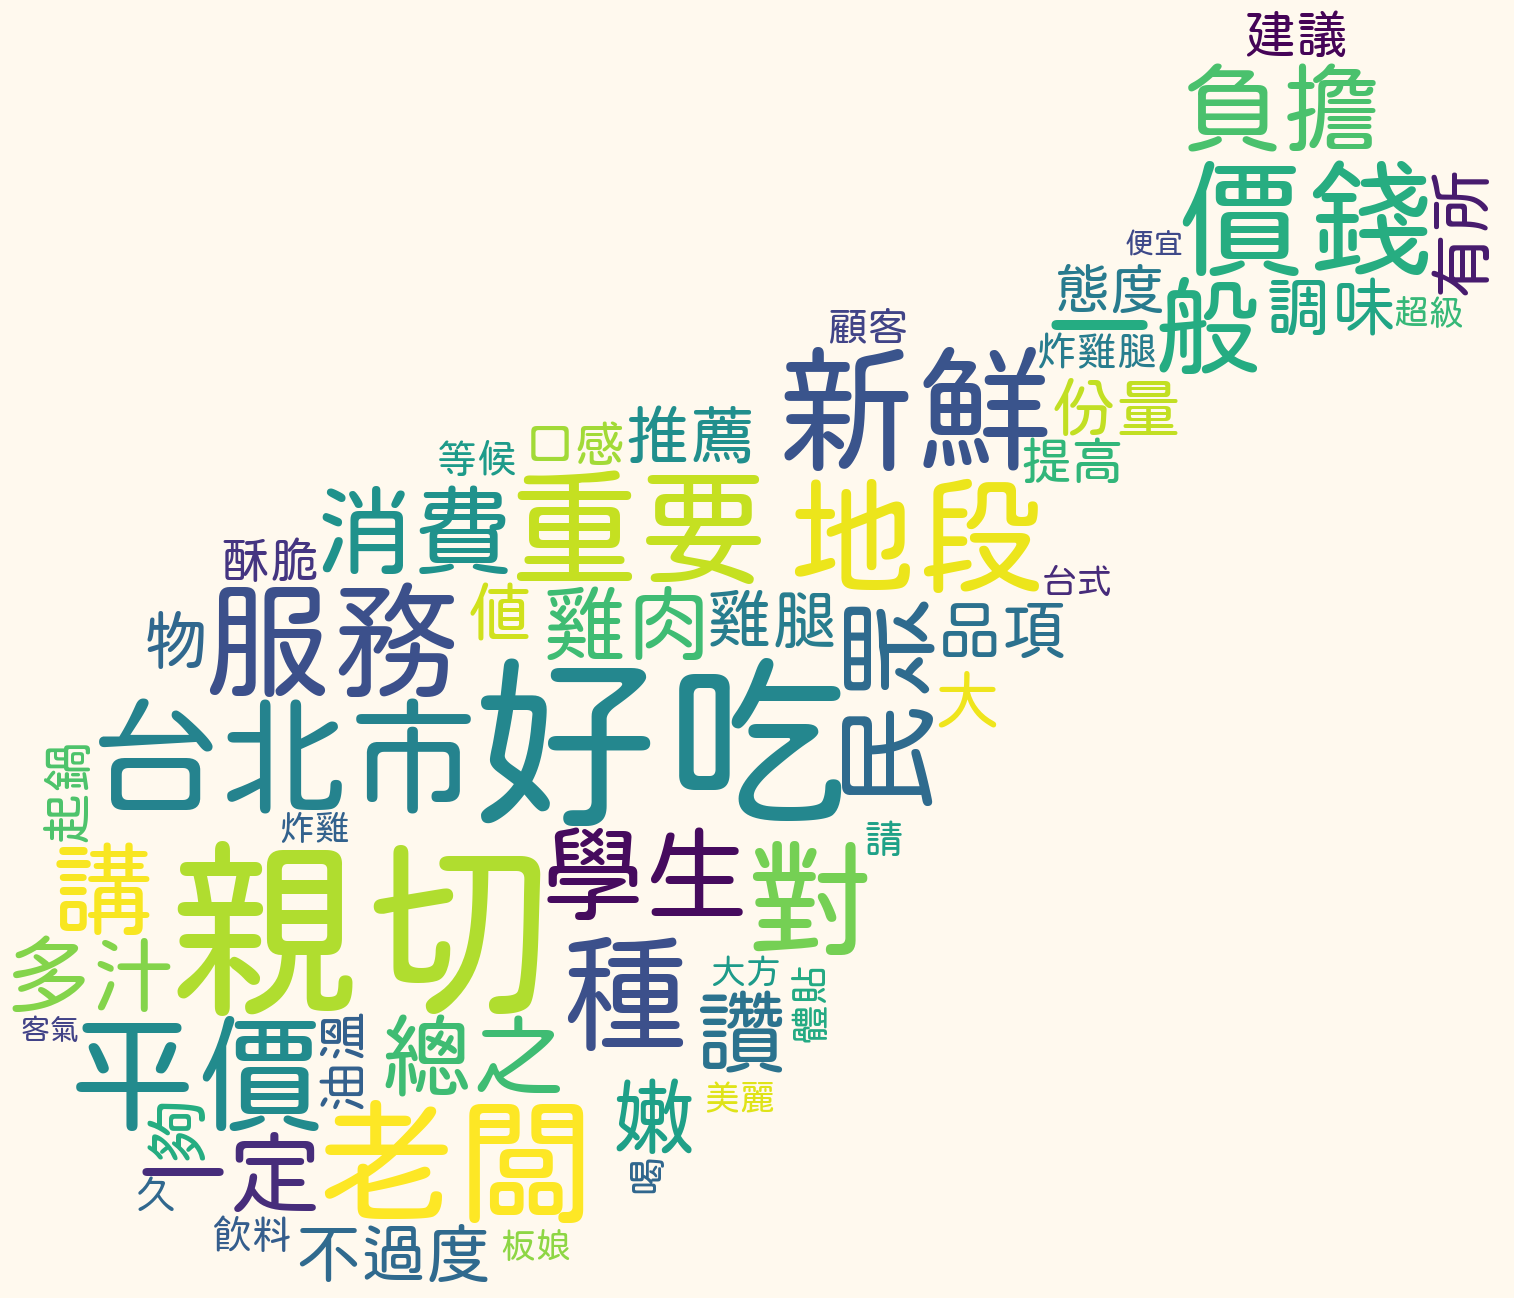 建議
負擔
價錢
有所
便宜
態度
一般
調味
超級
顧客
炸雞腿
新鮮
份量
推薦
口感
等候
提高
消費
重要
地段
酥脆
台式
服務
值
雞肉
雞腿
物
民眾
品項
好吃
大
台北市
起鍋
炸雞
請
講
親切
學生
對
多汁
種
大方
體貼
讚
客氣
平價
油膩
總之
嫩
美麗
夠
老闆
一定
喝
久
飲料
不過度
板娘